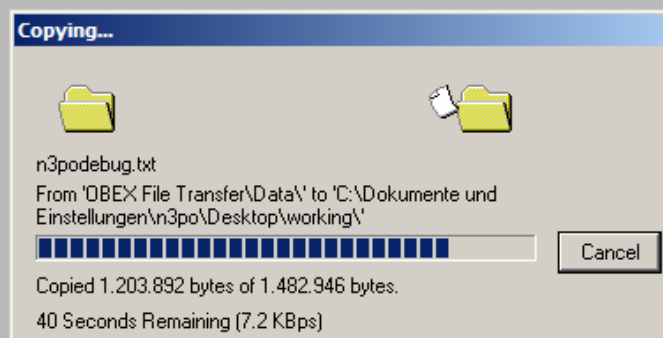 Copying...
n3podebug.txt
From 'OBEX File Transfer\Data\' to 'C:\Dokumente und
Einstellungen\n3po\Desktop\working\'
Cancel
Copied 1.203.892 bytes of 1.482.946 bytes.
40 Seconds Remaining (7.2 KBps)